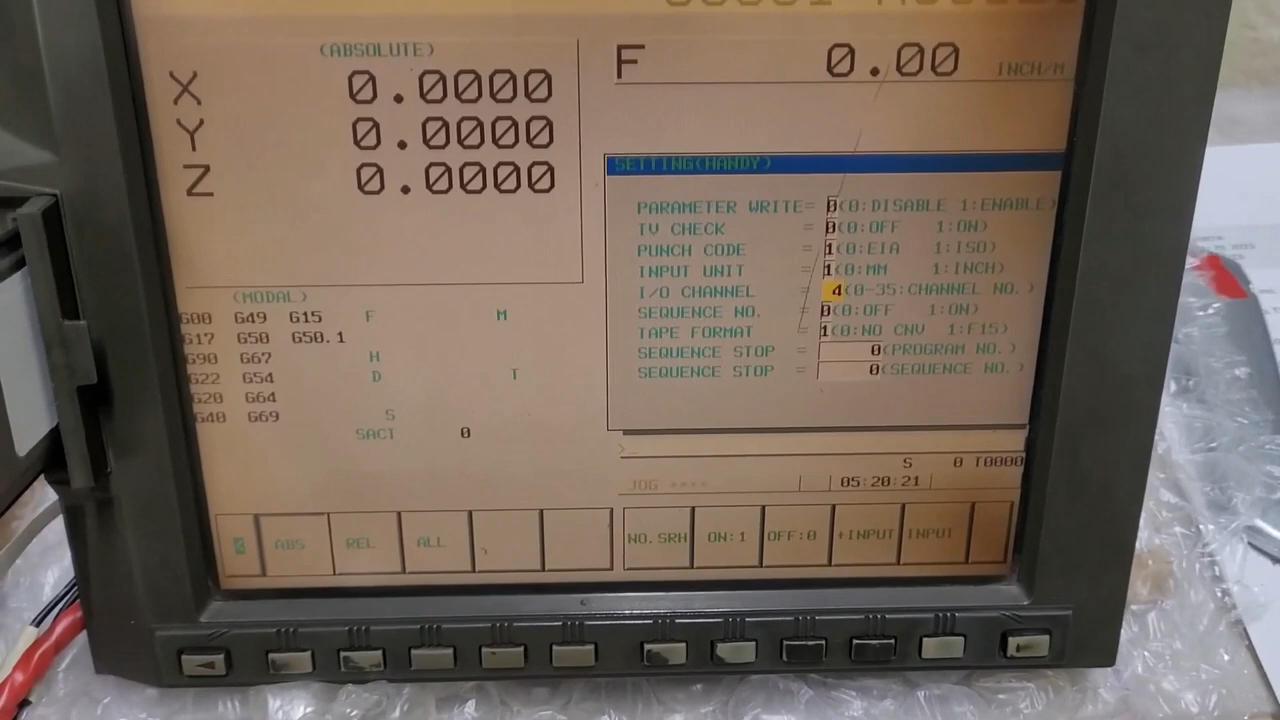 (ABSOLUTE)
X 0.0000
Y 0.0000
Z 0.0000
F 0.00 INCH/M
SETTING(HANDY)
PARAMETER WRITE= 0(0:DISABLE 1:ENABLE)
TV CHECK = 0(0:OFF 1:ON)
PUNCH CODE = 1(0:EIA 1:ISO)
INPUT UNIT = 1(0:MM 1:INCH)
I/O CHANNEL = 4(0-35:CHANNEL NO.)
SEQUENCE NO. = 0(0:OFF 1:ON)
TAPE FORMAT = 1(0:NO CNV 1:F15)
SEQUENCE STOP = 0(PROGRAM NO.)
SEQUENCE STOP = 0(SEQUENCE NO.)
(MODAL)
G00 G49 G15 F M
G17 G50 G50.1
G90 G67 H
G22 G54 D T
G20 G64
G40 G69 S
SACT 0
>_
S 0 T0000
JOG **** 05:20:21
ABS REL ALL NO.SRH ON:1 OFF:0 +INPUT INPUT